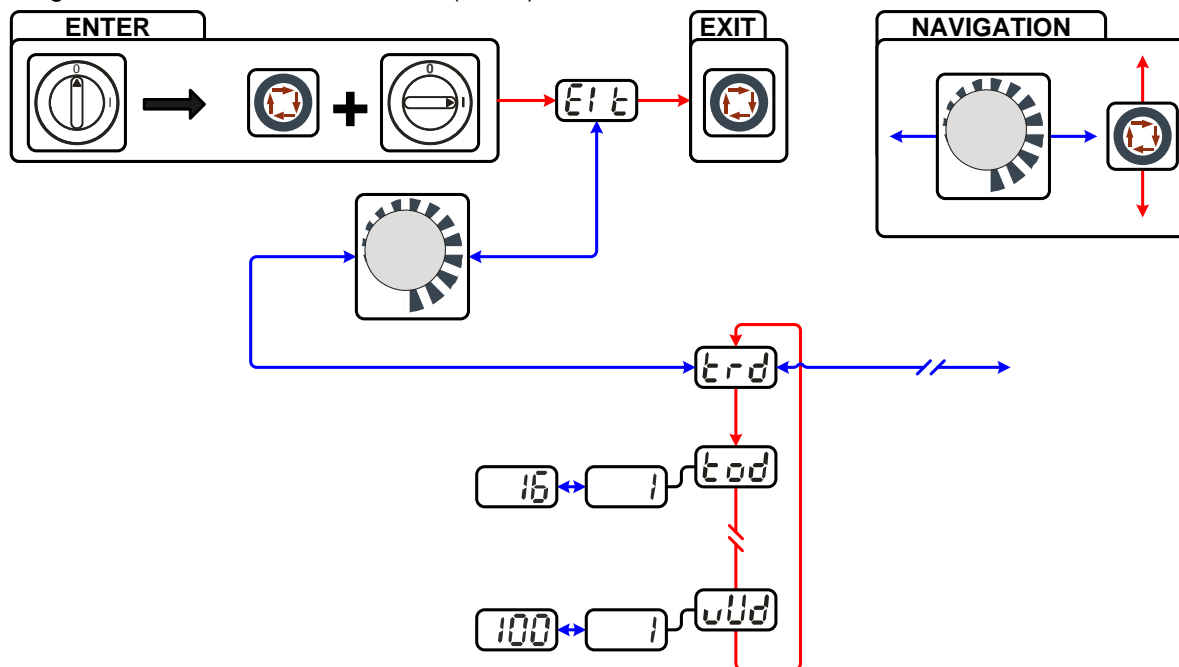 ENTER EXIT NAVIGATION
0 0
I I
+
EIt
trd
tod
16 1
vUd
100 1